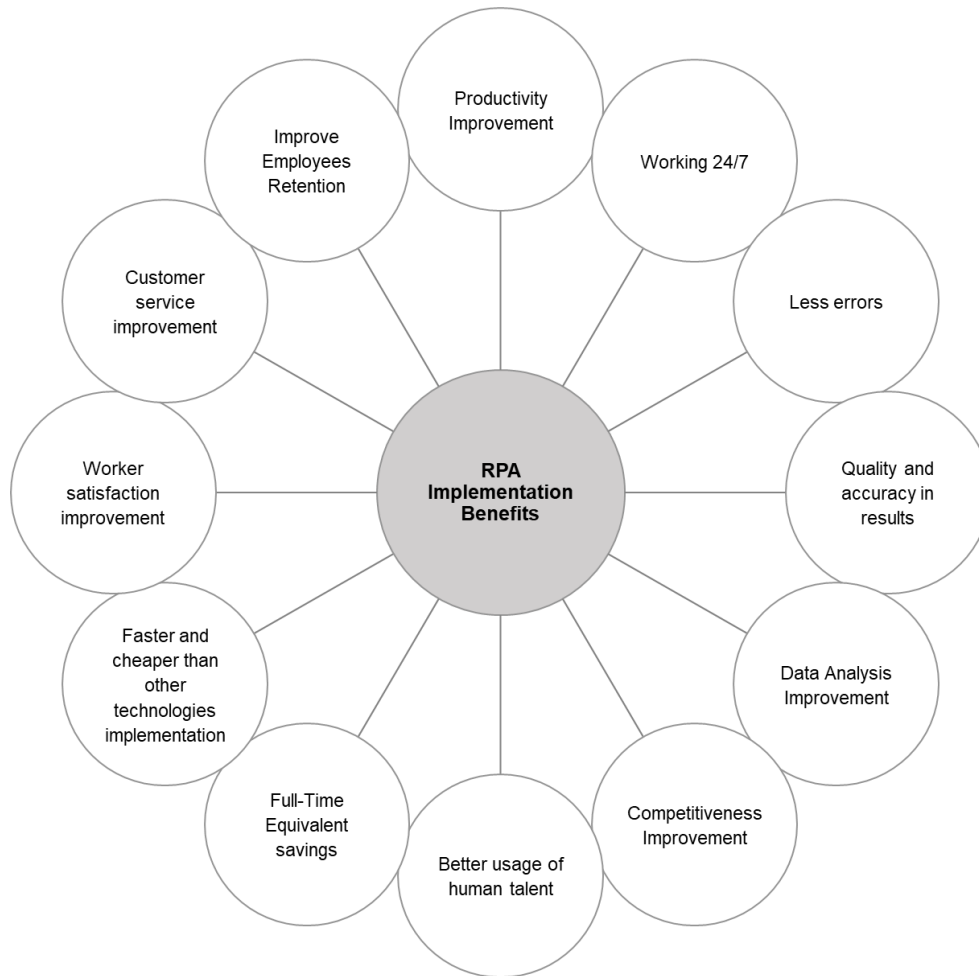 Productivity
Improvement
Working 24/7
Less errors
Quality and
accuracy in
results
Data Analysis
Improvement
Competitiveness
Improvement
Better usage of
human talent
Full-Time
Equivalent
savings
Faster and
cheaper than
other
technologies
implementation
Worker
satisfaction
improvement
Customer
service
improvement
Improve
Employees
Retention
RPA
Implementation
Benefits